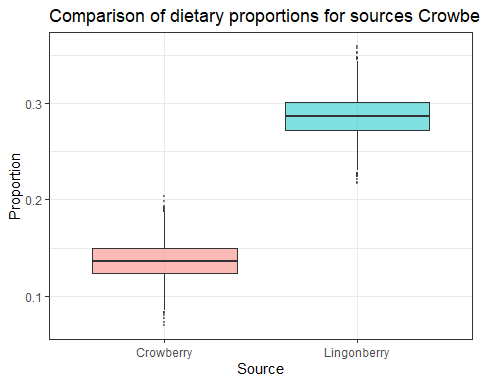 Comparison of dietary proportions for sources Crowbe
Proportion
0.3
0.2
0.1
Crowberry Lingonberry
Source